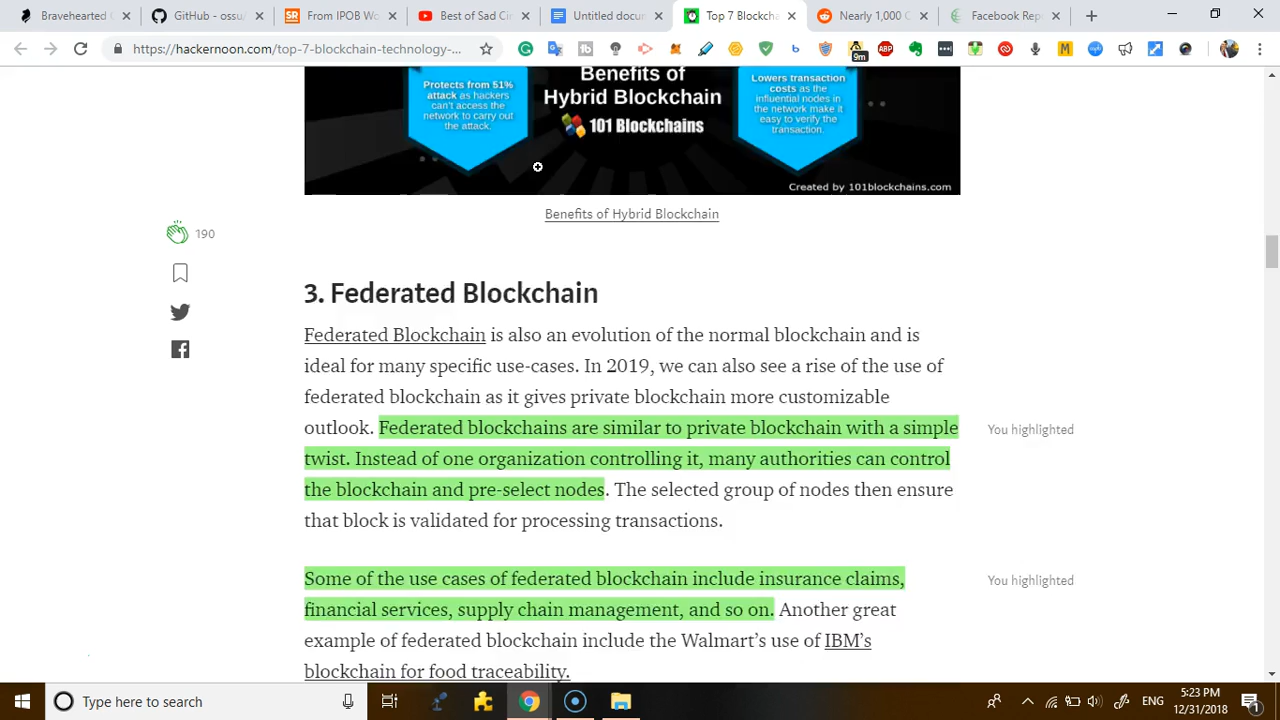 Bravehearted C
GitHub - ossu/
From IPOB Wo
Best of Sad Ci
Untitled docu
Top 7 Blockcha
Nearly 1,000 C
Facebook Rep
https://hackernoon.com/top-7-blockchain-technology-...
ABP
9m
Protects from 51%
attack as hackers
can't access the
network to carry out
the attack.
Benefits of
Hybrid Blockchain
101 Blockchains
Lowers transaction
costs as the
influential nodes in
the network make it
easy to verify the
transaction.
Created by 101blockchains.com
Benefits of Hybrid Blockchain
190
3. Federated Blockchain
Federated Blockchain is also an evolution of the normal blockchain and is
ideal for many specific use-cases. In 2019, we can also see a rise of the use of
federated blockchain as it gives private blockchain more customizable
outlook. Federated blockchains are similar to private blockchain with a simple
You highlighted
twist. Instead of one organization controlling it, many authorities can control
the blockchain and pre-select nodes. The selected group of nodes then ensure
that block is validated for processing transactions.
Some of the use cases of federated blockchain include insurance claims,
You highlighted
financial services, supply chain management, and so on. Another great
example of federated blockchain include the Walmart's use of IBM's
blockchain for food traceability.
Type here to search
ENG
5:23 PM
12/31/2018